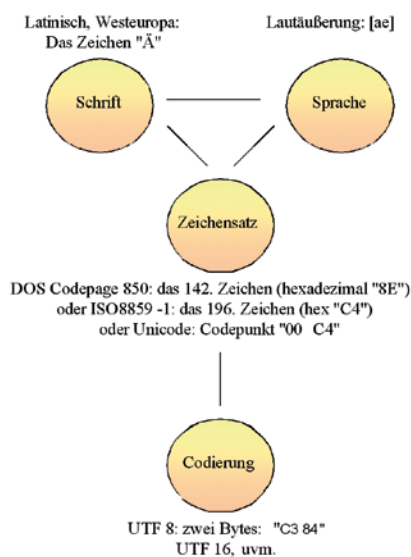 Latinisch, Westeuropa:
Das Zeichen "Ä"
Lautäußerung: [ae]
Schrift
Sprache
Zeichensatz
DOS Codepage 850: das 142. Zeichen (hexadezimal "8E")
oder ISO8859 -1: das 196. Zeichen (hex "C4")
oder Unicode: Codepunkt "00 C4"
Codierung
UTF 8: zwei Bytes: "C3 84"
UTF 16, uvm.